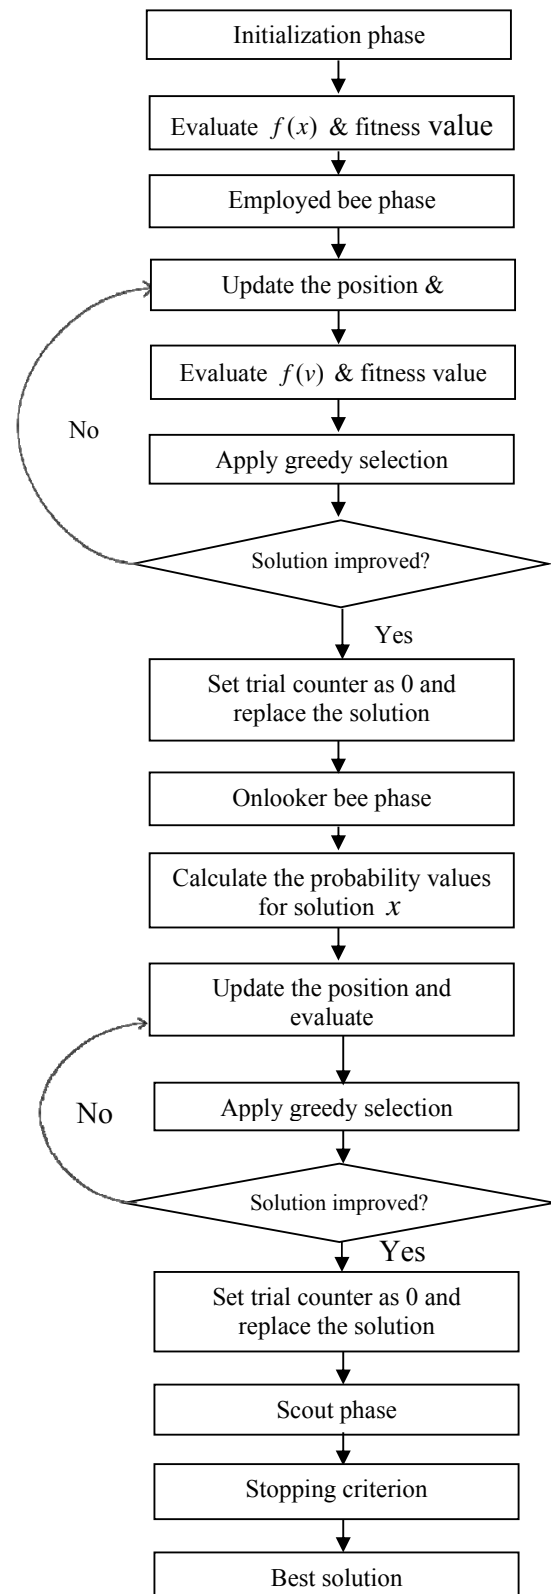 Initialization phase
Evaluate f(x) & fitness value
Employed bee phase
Update the position &
Evaluate f(v) & fitness value
No
Apply greedy selection
Solution improved?
Yes
Set trial counter as 0 and
replace the solution
Onlooker bee phase
Calculate the probability values
for solution x
Update the position and
evaluate
No
Apply greedy selection
Solution improved?
Yes
Set trial counter as 0 and
replace the solution
Scout phase
Stopping criterion
Best solution